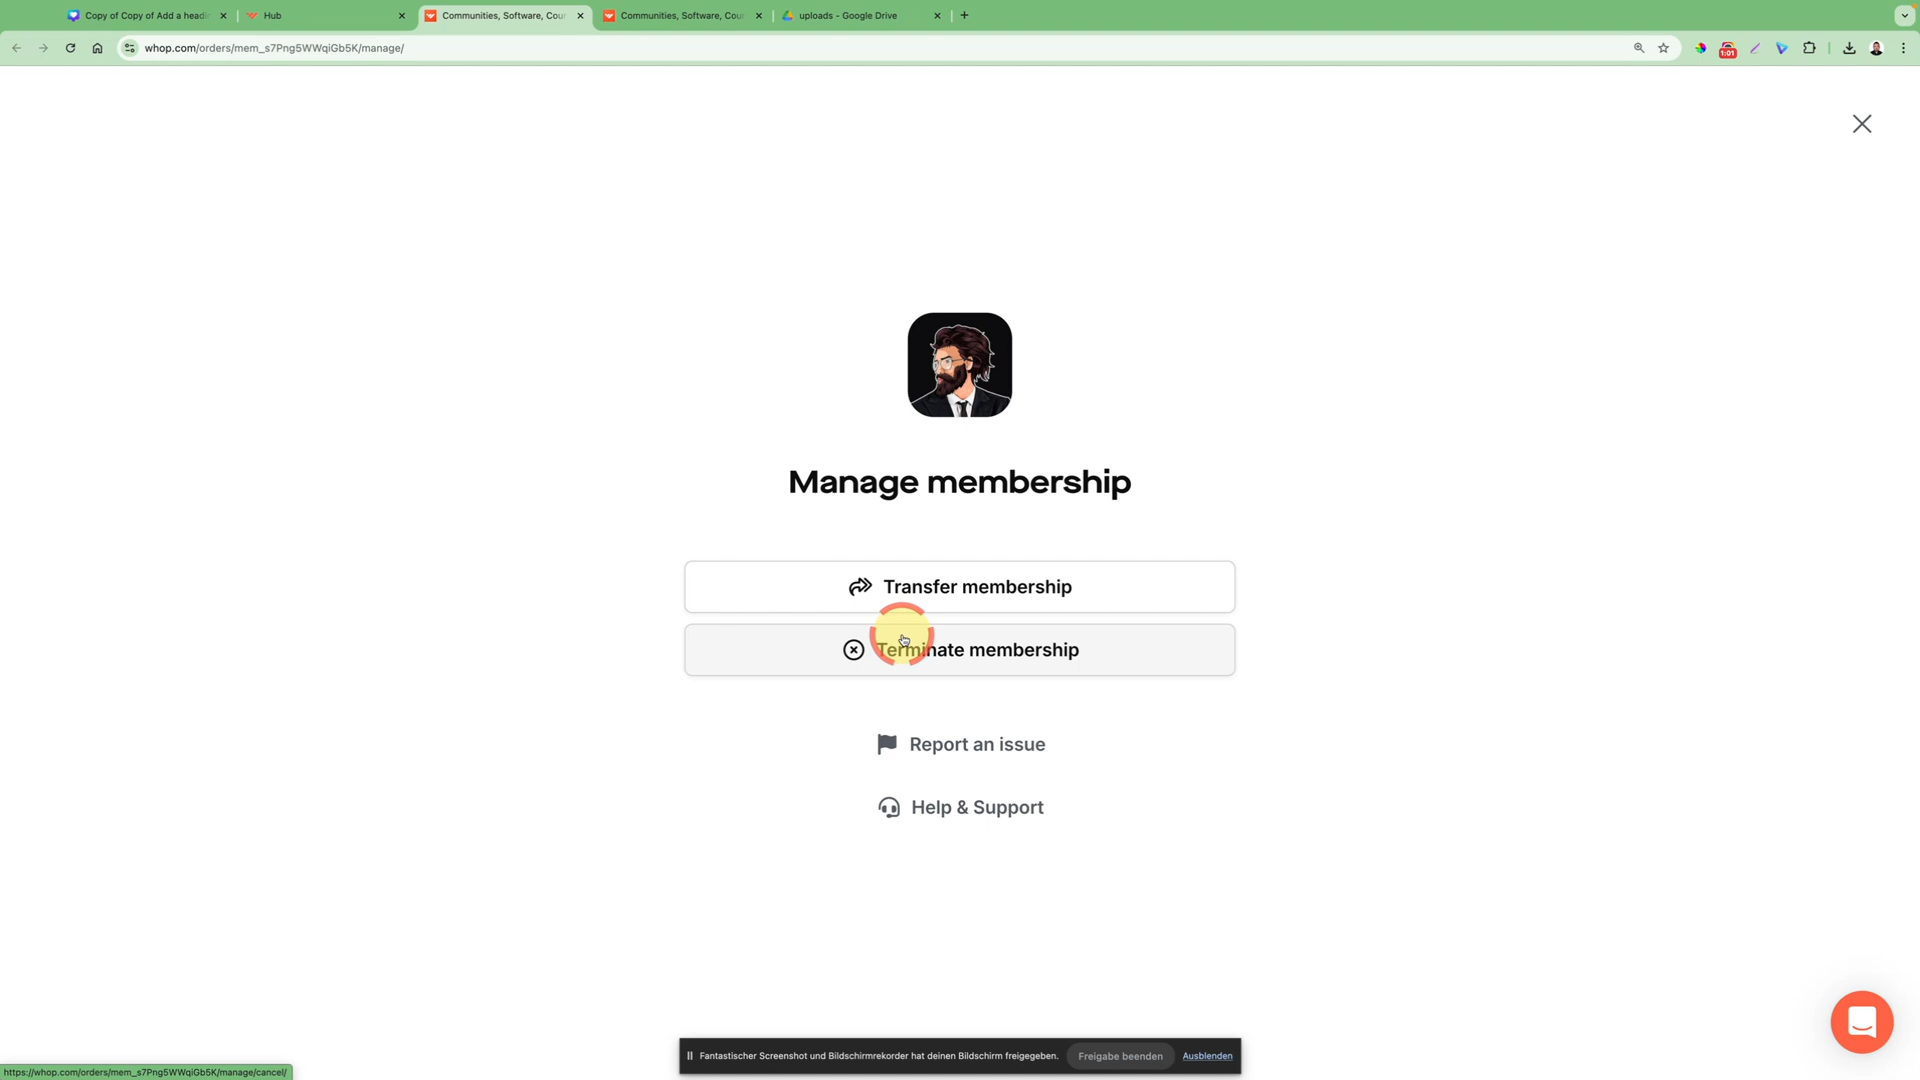 Copy of Copy of Add a headi
Hub
Communities, Software, Cour
Communities, Software, Cou
uploads - Google Drive
whop.com/orders/mem_s7Png5WWqiGb5K/manage/
1:01
Manage membership
Transfer membership
Terminate membership
Report an issue
Help & Support
Fantastischer Screenshot und Bildschirmrekorder hat deinen Bildschirm freigegeben.
Freigabe beenden
Ausblenden
https://whop.com/orders/mem_s7Png5WWqiGb5K/manage/cancel/